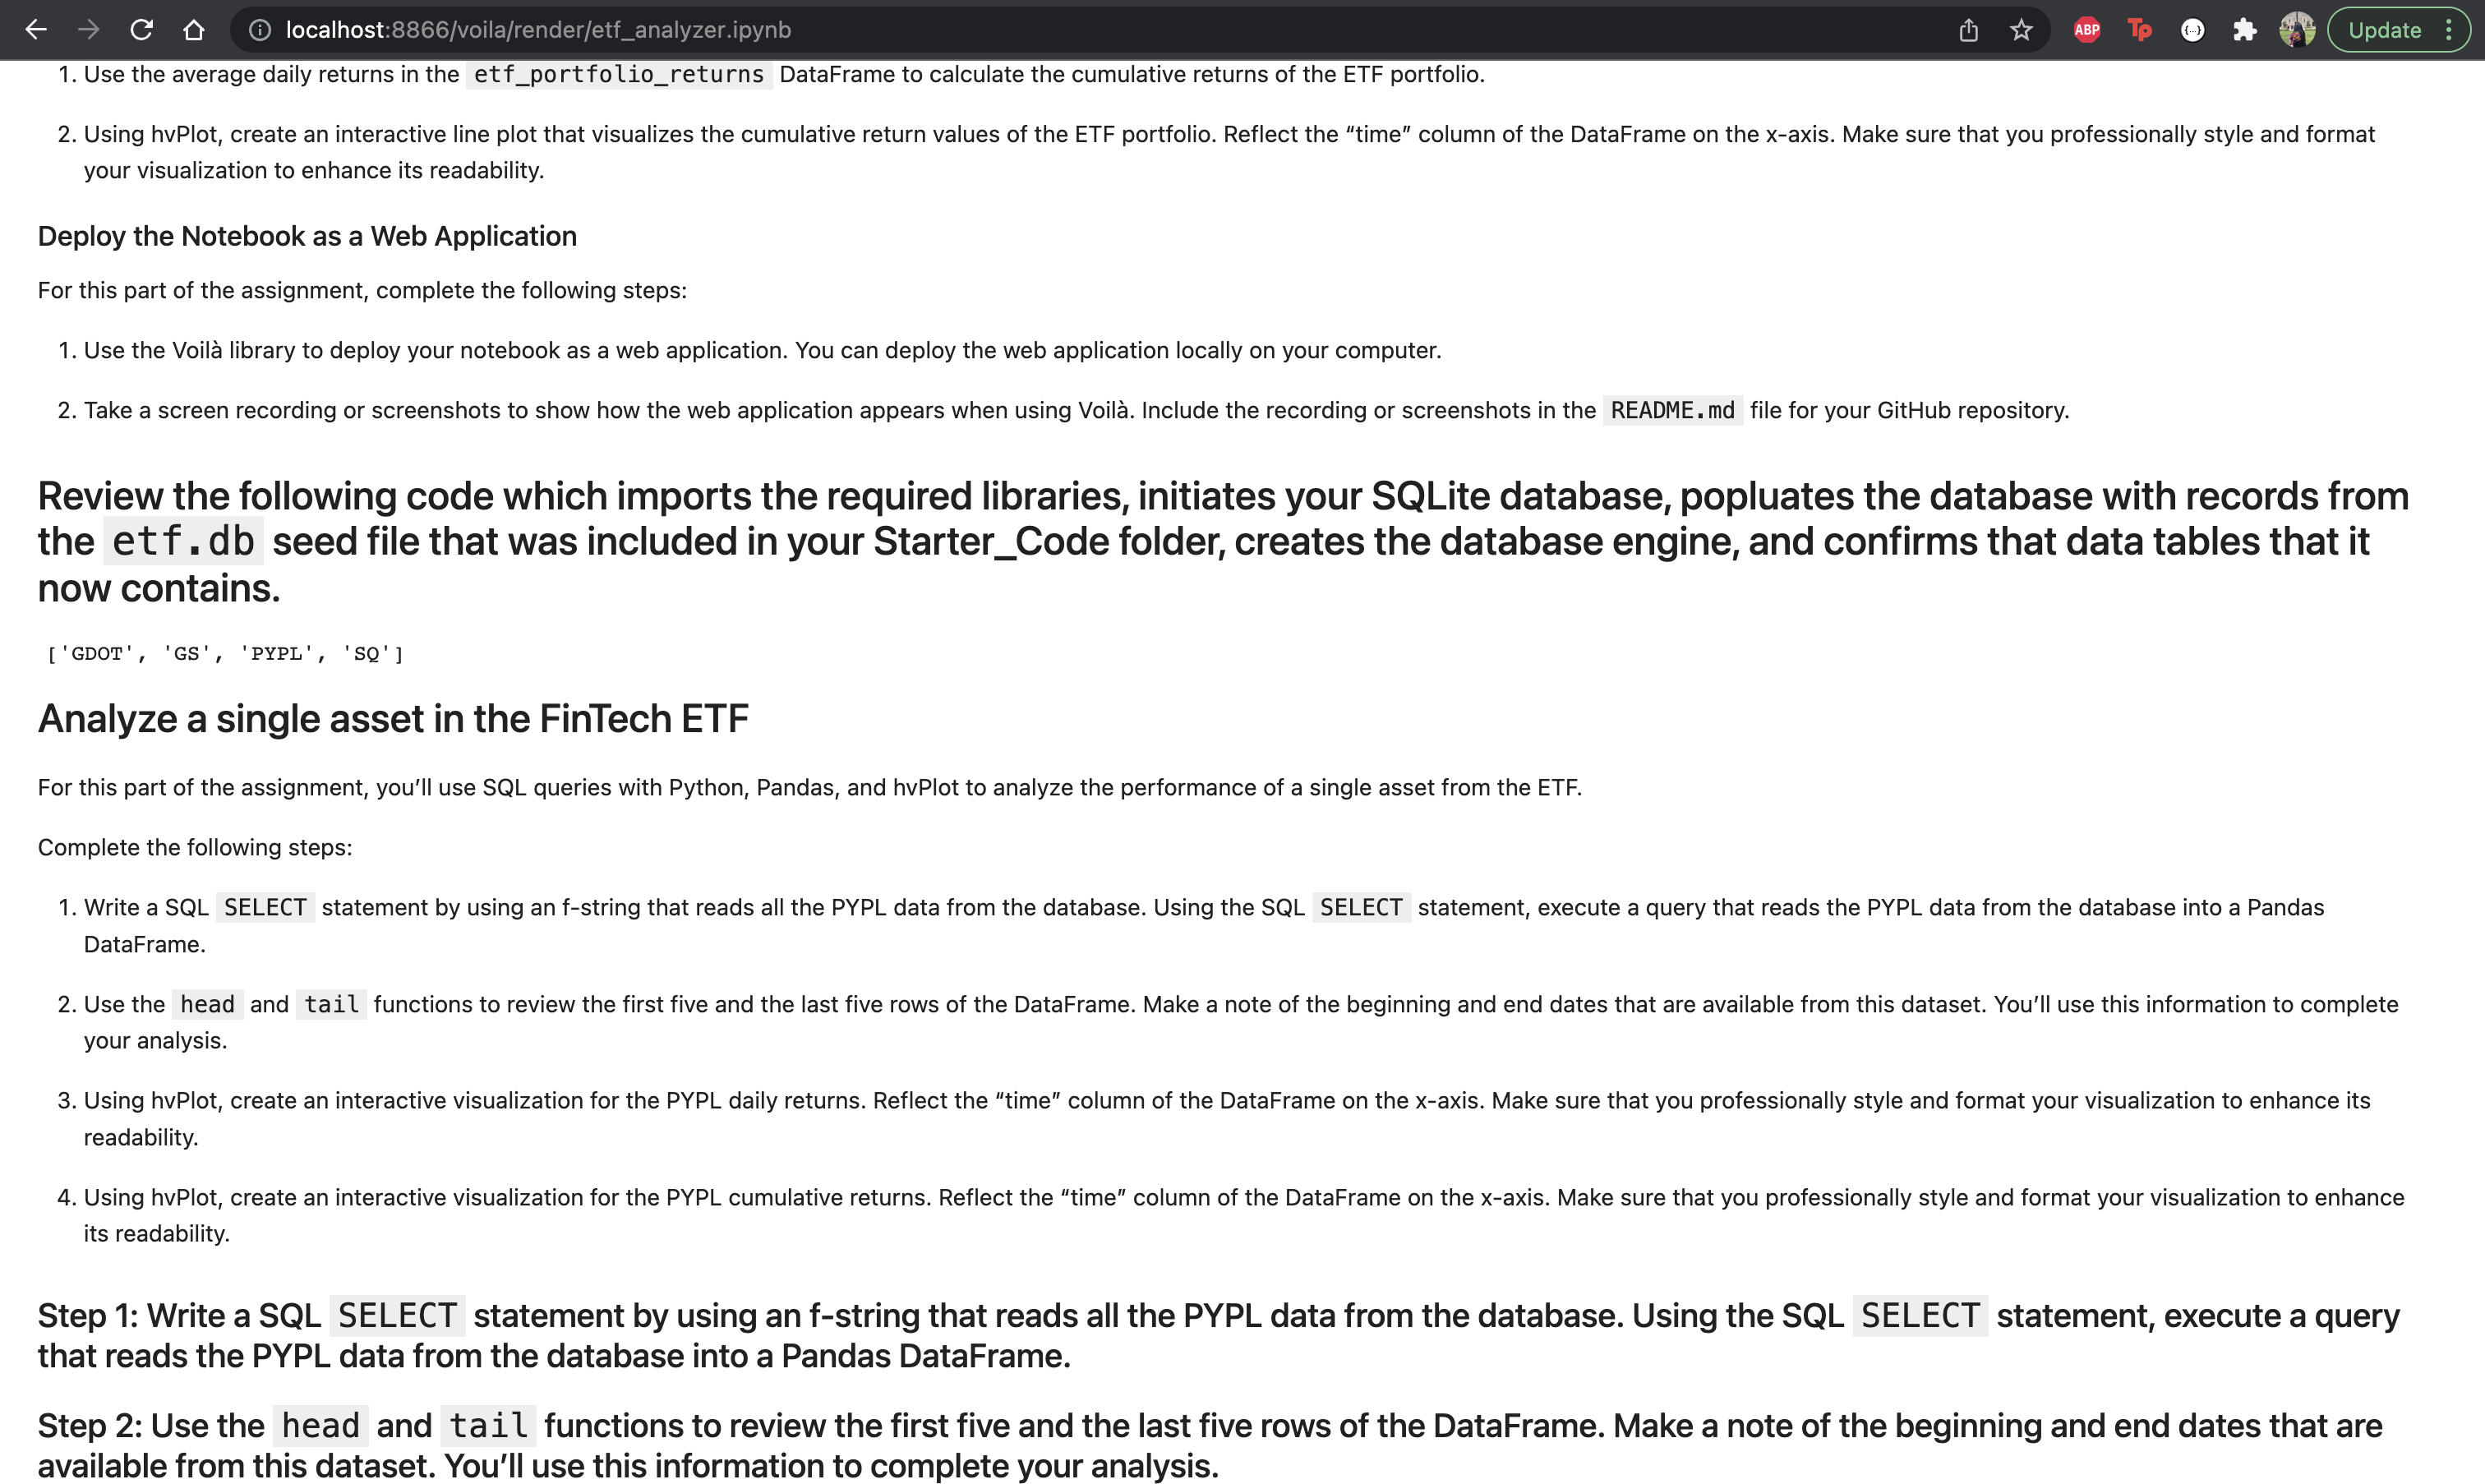 localhost:8866/voila/render/etf_analyzer.ipynb
ABP
Tp
{...}
Update
1. Use the average daily returns in the etf_portfolio_returns DataFrame to calculate the cumulative returns of the ETF portfolio.
2. Using hvPlot, create an interactive line plot that visualizes the cumulative return values of the ETF portfolio. Reflect the “time” column of the DataFrame on the x-axis. Make sure that you professionally style and format
your visualization to enhance its readability.
Deploy the Notebook as a Web Application
For this part of the assignment, complete the following steps:
1. Use the Voilà library to deploy your notebook as a web application. You can deploy the web application locally on your computer.
2. Take a screen recording or screenshots to show how the web application appears when using Voilà. Include the recording or screenshots in the README.md file for your GitHub repository.
Review the following code which imports the required libraries, initiates your SQLite database, popluates the database with records from
the etf.db seed file that was included in your Starter_Code folder, creates the database engine, and confirms that data tables that it
now contains.
['GDOT', 'GS', 'PYPL', 'SQ']
Analyze a single asset in the FinTech ETF
For this part of the assignment, you’ll use SQL queries with Python, Pandas, and hvPlot to analyze the performance of a single asset from the ETF.
Complete the following steps:
1. Write a SQL SELECT statement by using an f-string that reads all the PYPL data from the database. Using the SQL SELECT statement, execute a query that reads the PYPL data from the database into a Pandas
DataFrame.
2. Use the head and tail functions to review the first five and the last five rows of the DataFrame. Make a note of the beginning and end dates that are available from this dataset. You’ll use this information to complete
your analysis.
3. Using hvPlot, create an interactive visualization for the PYPL daily returns. Reflect the “time” column of the DataFrame on the x-axis. Make sure that you professionally style and format your visualization to enhance its
readability.
4. Using hvPlot, create an interactive visualization for the PYPL cumulative returns. Reflect the “time” column of the DataFrame on the x-axis. Make sure that you professionally style and format your visualization to enhance
its readability.
Step 1: Write a SQL SELECT statement by using an f-string that reads all the PYPL data from the database. Using the SQL SELECT statement, execute a query
that reads the PYPL data from the database into a Pandas DataFrame.
Step 2: Use the head and tail functions to review the first five and the last five rows of the DataFrame. Make a note of the beginning and end dates that are
available from this dataset. You’ll use this information to complete your analysis.